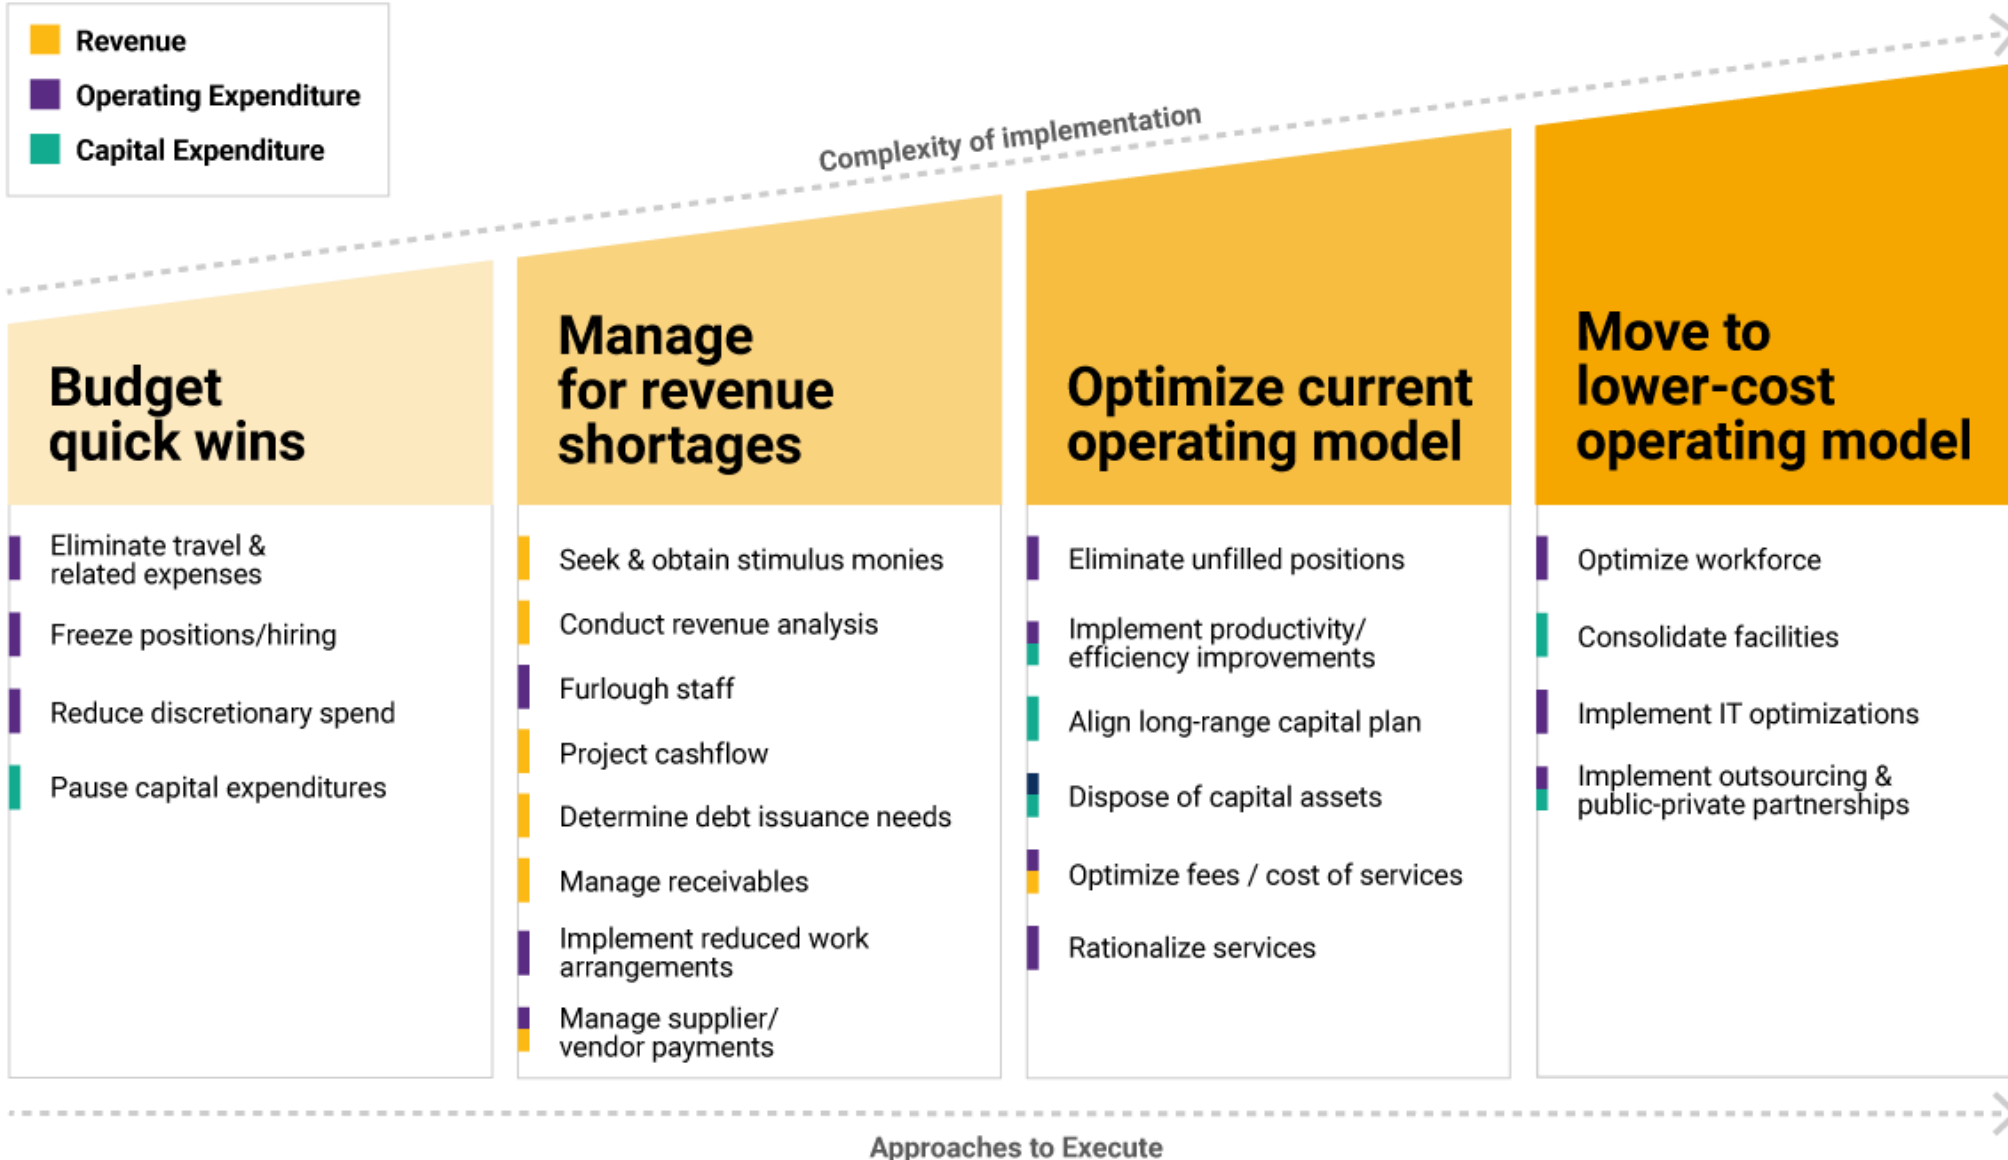 Revenue
Operating Expenditure
Capital Expenditure
Complexity of implementation
Budget
quick wins
Eliminate travel &
related expenses
Freeze positions/hiring
Reduce discretionary spend
Pause capital expenditures
Manage
for revenue
shortages
Seek & obtain stimulus monies
Conduct revenue analysis
Furlough staff
Project cashflow
Determine debt issuance needs
Manage receivables
Implement reduced work
arrangements
Manage supplier/
vendor payments
Optimize current
operating model
Eliminate unfilled positions
Implement productivity/
efficiency improvements
Align long-range capital plan
Dispose of capital assets
Optimize fees / cost of services
Rationalize services
Move to
lower-cost
operating model
Optimize workforce
Consolidate facilities
Implement IT optimizations
Implement outsourcing &
public-private partnerships
Approaches to Execute